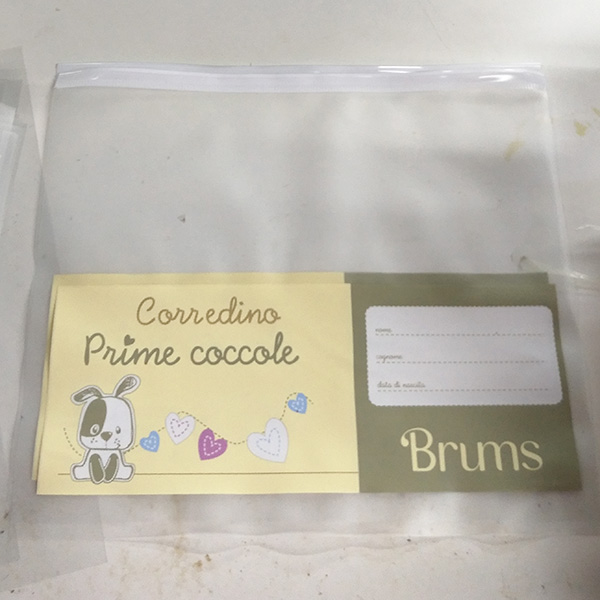 Corredino
Prime coccole
nome
cognome
data di nascita
Brums